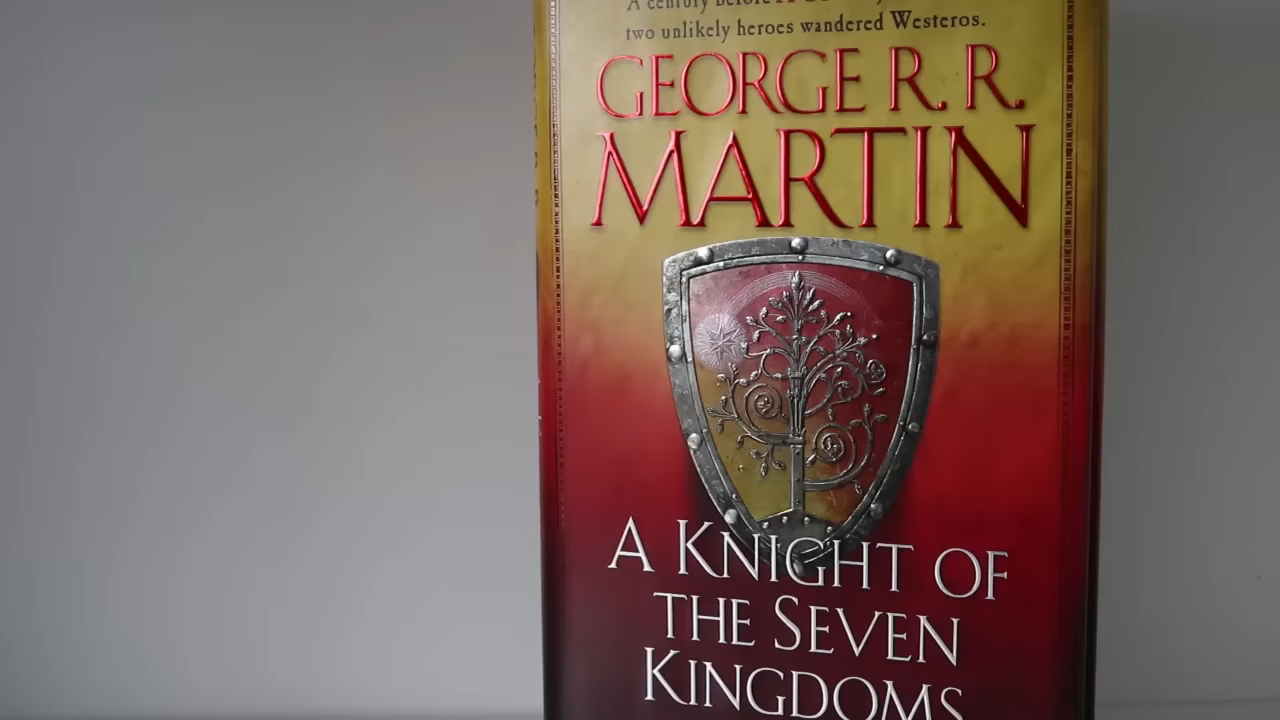 A century before A
two unlikely heroes wandered Westeros.
GEORGE R. R.
MARTIN
A KNIGHT OF
THE SEVEN
KINGDOMS